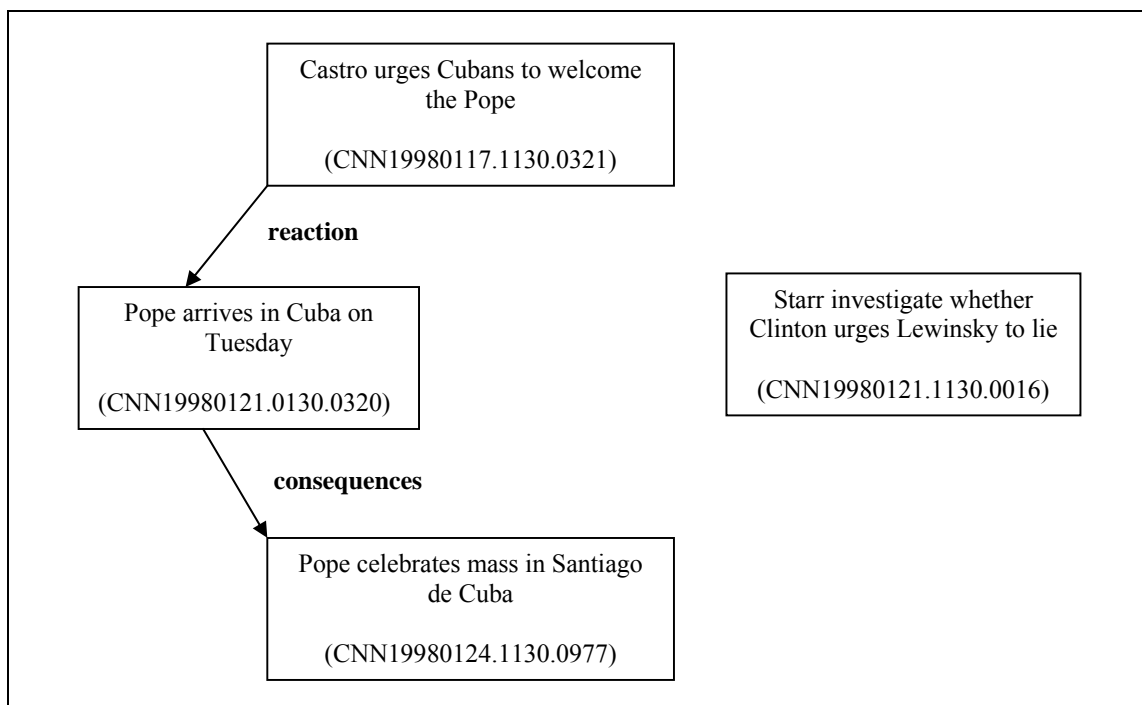 Castro urges Cubans to welcome
the Pope
(CNN19980117.1130.0321)
reaction
Pope arrives in Cuba on
Tuesday
(CNN19980121.0130.0320)
Starr investigate whether
Clinton urges Lewinsky to lie
(CNN19980121.1130.0016)
consequences
Pope celebrates mass in Santiago
de Cuba
(CNN19980124.1130.0977)